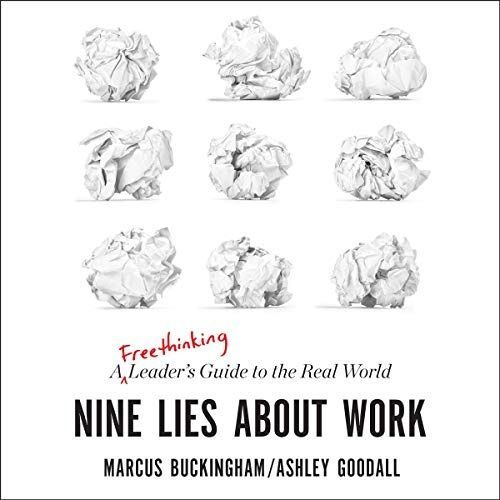 Freethinking
A Leader's Guide to the Real World
NINE LIES ABOUT WORK
MARCUS BUCKINGHAM/ASHLEY GOODALL